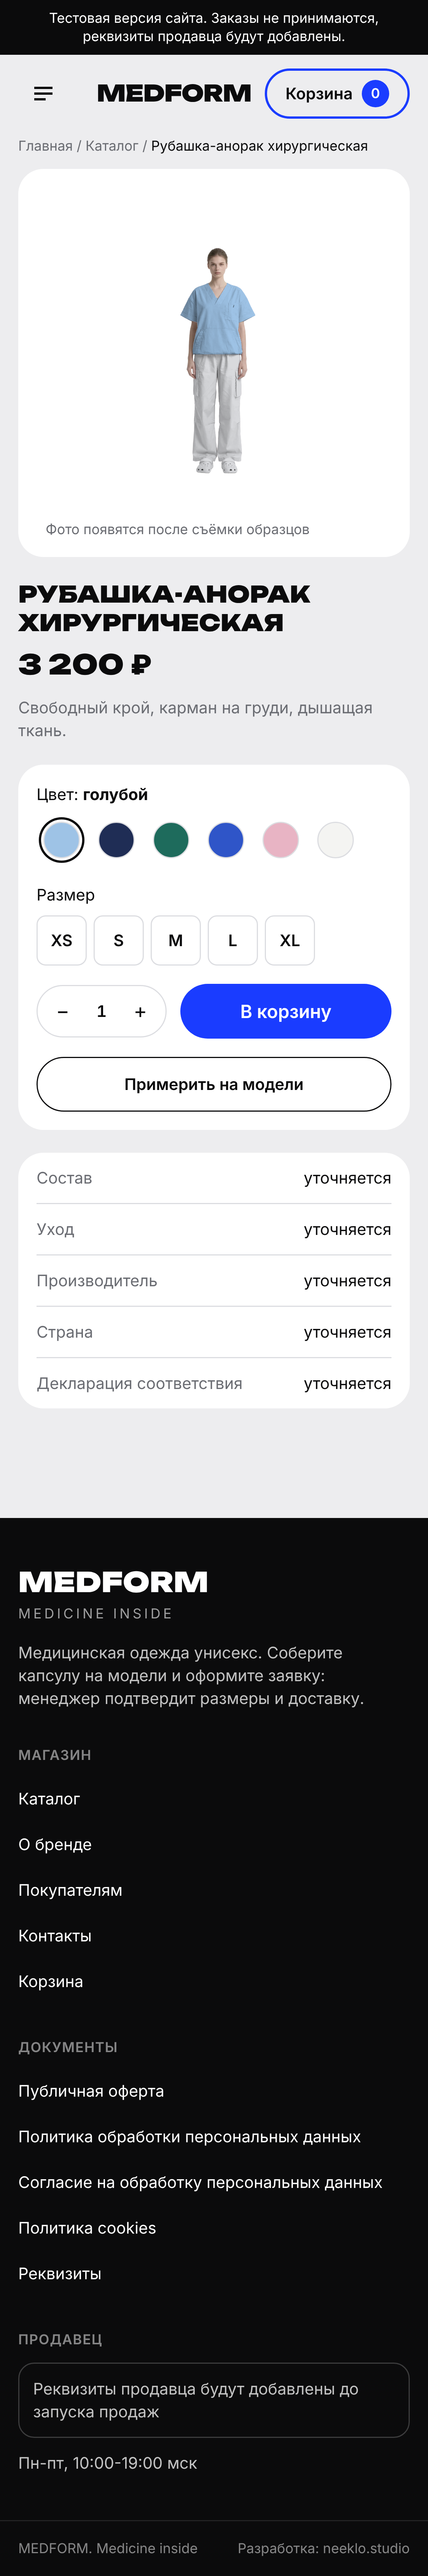 Тестовая версия сайта. Заказы не принимаются,
реквизиты продавца будут добавлены.
MEDFORM
Корзина 0
Главная / Каталог / Рубашка-анорак хирургическая
Фото появятся после съёмки образцов
РУБАШКА-АНОРАК
ХИРУРГИЧЕСКАЯ
3 200 ₽
Свободный крой, карман на груди, дышащая
ткань.
Цвет: голубой
Размер
XS S M L XL
− 1 +
В корзину
Примерить на модели
Состав уточняется
Уход уточняется
Производитель уточняется
Страна уточняется
Декларация соответствия уточняется
MEDFORM
MEDICINE INSIDE
Медицинская одежда унисекс. Соберите
капсулу на модели и оформите заявку:
менеджер подтвердит размеры и доставку.
МАГАЗИН
Каталог
О бренде
Покупателям
Контакты
Корзина
ДОКУМЕНТЫ
Публичная оферта
Политика обработки персональных данных
Согласие на обработку персональных данных
Политика cookies
Реквизиты
ПРОДАВЕЦ
Реквизиты продавца будут добавлены до
запуска продаж
Пн-пт, 10:00-19:00 мск
MEDFORM. Medicine inside
Разработка: neeklo.studio